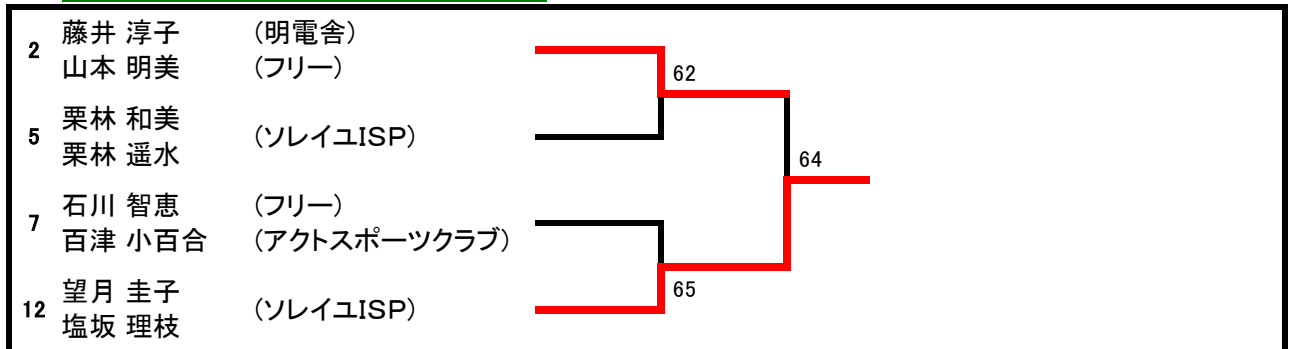 2 藤井 淳子 (明電舎)
山本 明美 (フリー)
62
5 栗林 和美
栗林 遥水 (ソレイユISP)
64
7 石川 智恵 (フリー)
百津 小百合 (アクトスポーツクラブ)
65
12 望月 圭子
塩坂 理枝 (ソレイユISP)